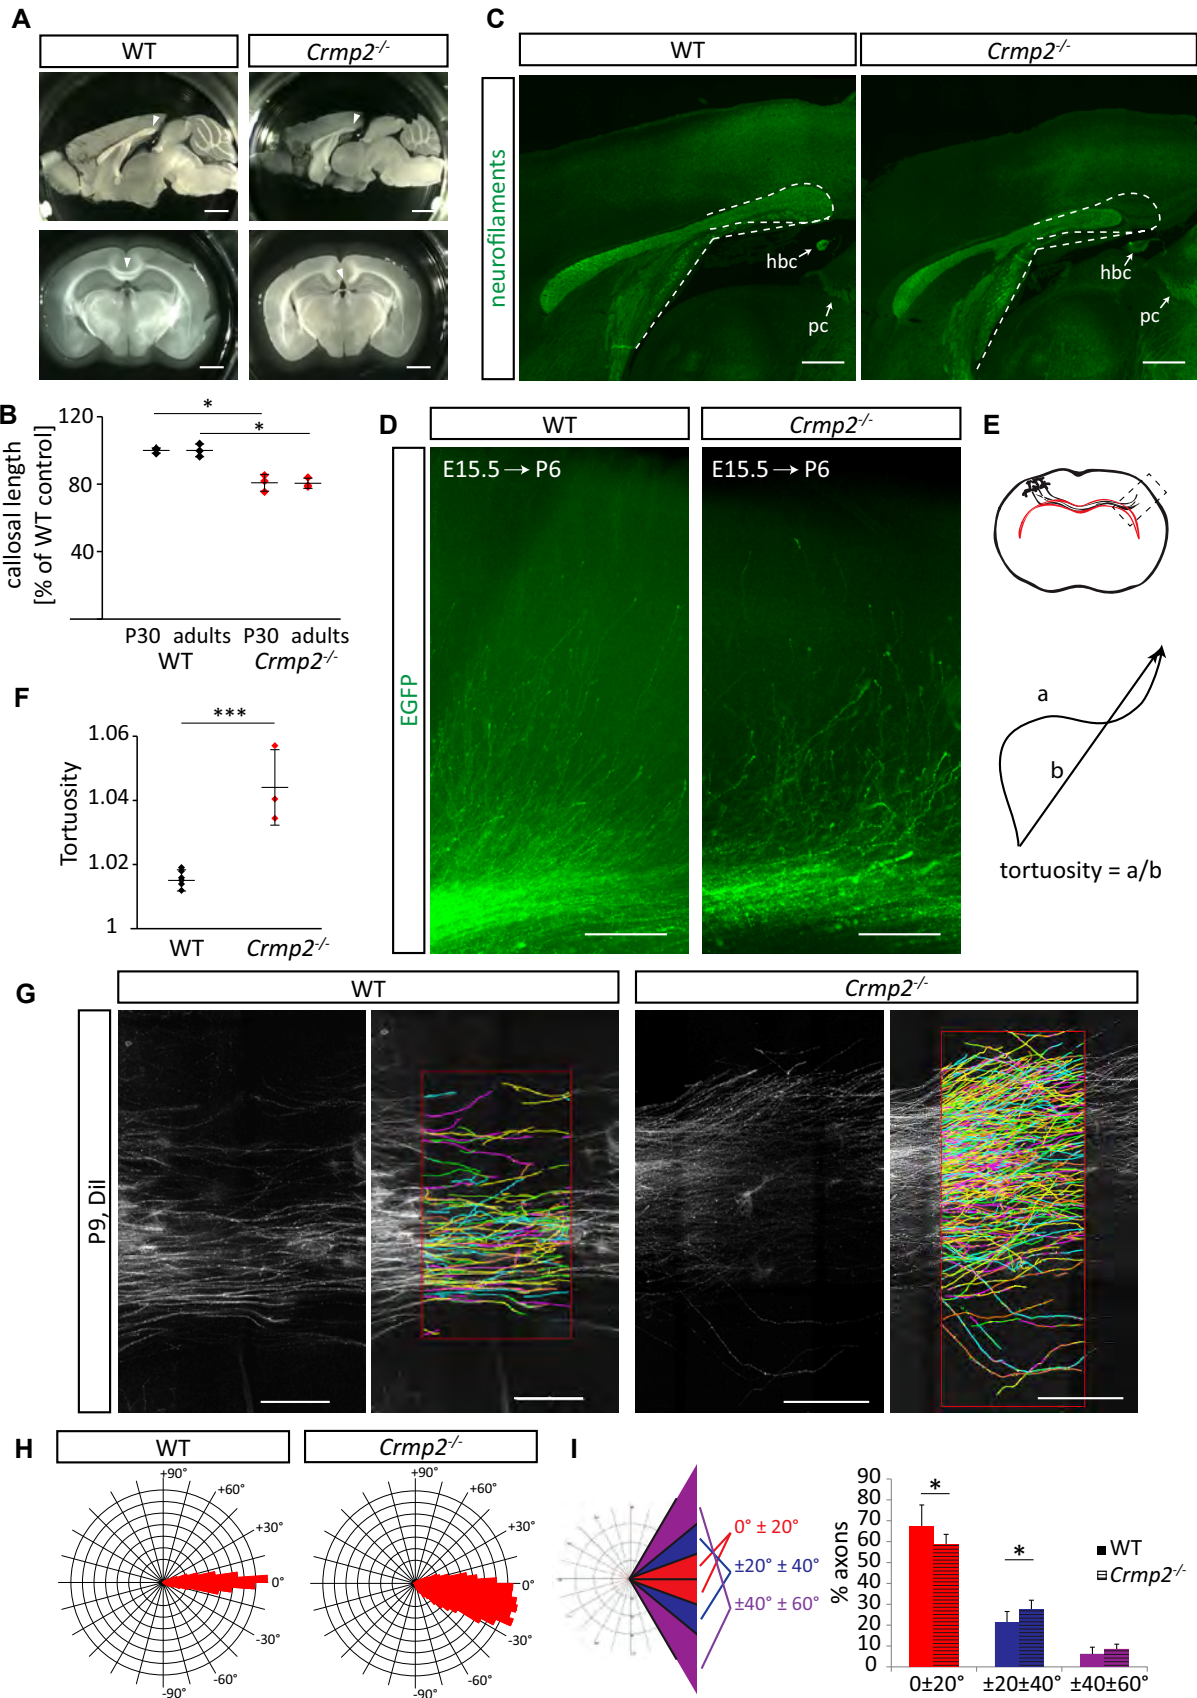 A
WT
Crmp2-/-
B
120
80
40
callosal length
[% of WT control]
*
*
P30 adults P30 adults
WT
Crmp2-/-
C
WT
Crmp2-/-
neurofilaments
hbc
pc
hbc
pc
D
WT
Crmp2-/-
EGFP
E15.5 → P6
E15.5 → P6
E
a
b
tortuosity = a/b
F
***
1.06
1.04
1.02
1
Tortuosity
WT
Crmp2-/-
G
WT
Crmp2-/-
P9, DiI
H
WT
Crmp2-/-
+90°
+60°
+30°
0°
-30°
-60°
-90°
+90°
+60°
+30°
0°
-30°
-60°
-90°
I
0° ± 20°
±20° ± 40°
±40° ± 60°
90
80
70
60
50
40
30
20
10
0
% axons
*
*
WT
Crmp2-/-
0±20°
±20±40°
±40±60°